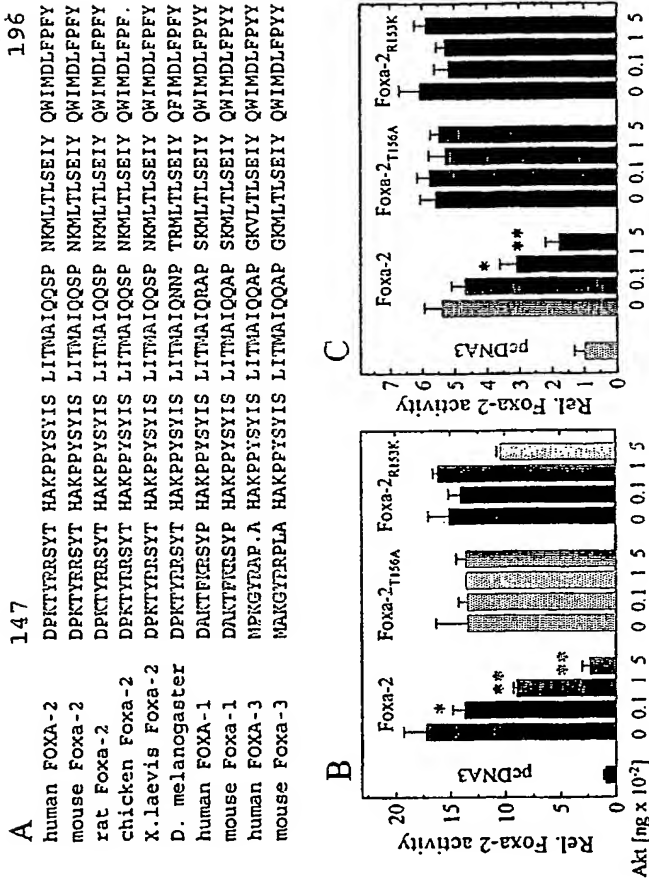 A
147 196
human FOXA-2 DPKTYRRSYT HAKPPYSYIS LITMAIQQSP NKMLTLSEIY QWIMDLFPFY
mouse Foxa-2 DPKTYRRSYT HAKPPYSYIS LITMAIQQSP NKMLTLSEIY QWIMDLFPFY
rat Foxa-2 DPKTYRRSYT HAKPPYSYIS LITMAIQQSP NKMLTLSEIY QWIMDLFPFY
chicken Foxa-2 DPKTYRRSYT HAKPPYSYIS LITMAIQQSP NKMLTLSEIY QWIMDLFPF.
X.laevis Foxa-2 DPKTYRRSYT HAKPPYSYIS LITMAIQQSP NKMLTLSEIY QWIMDLFPYY
D. melanogaster DPKTYRRSYT HAKPPYSYIS LITMAIQNNP TRMLTLSEIY QFIMDLFPFY
human FOXA-1 DAKTFKRSYP HAKPPYSYIS LITMAIQRAP SKMLTLSEIY QWIMDLFPYY
mouse Foxa-1 DAKTFKRSYP HAKPPYSYIS LITMAIQQAP SKMLTLSEIY QWIMDLFPYY
human FOXA-3 MPKGYRAP.A HAKPPYSYIS LITMAIQQAP GKVLTLSEIY QWIMDLFPYY
mouse Foxa-3 MAKGYRRPLA HAKPPYSYIS LITMAIQQAP GKMLTLSEIY QWIMDLFPYY
B
Rel. Foxa-2 activity
20
15
10
5
0
pcDNA3
Foxa-2
* ** **
Foxa-2T156A
Foxa-2R153K
Akt [ng x 10-2] 0 0.1 1 5 0 0.1 1 5 0 0.1 1 5
C
Rel. Foxa-2 activity
7
6
5
4
3
2
1
0
pcDNA3
Foxa-2
* **
Foxa-2T156A
Foxa-2R153K
0 0.1 1 5 0 0.1 1 5 0 0.1 1 5